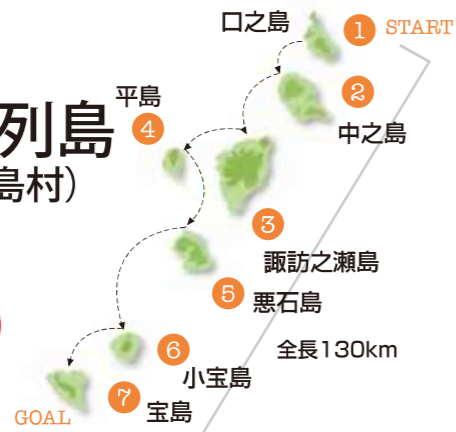 口之島
1 START
2
中之島
平島
4
列島
島村）
3
諏訪之瀬島
5 悪石島
全長130km
6
小宝島
7
宝島
GOAL